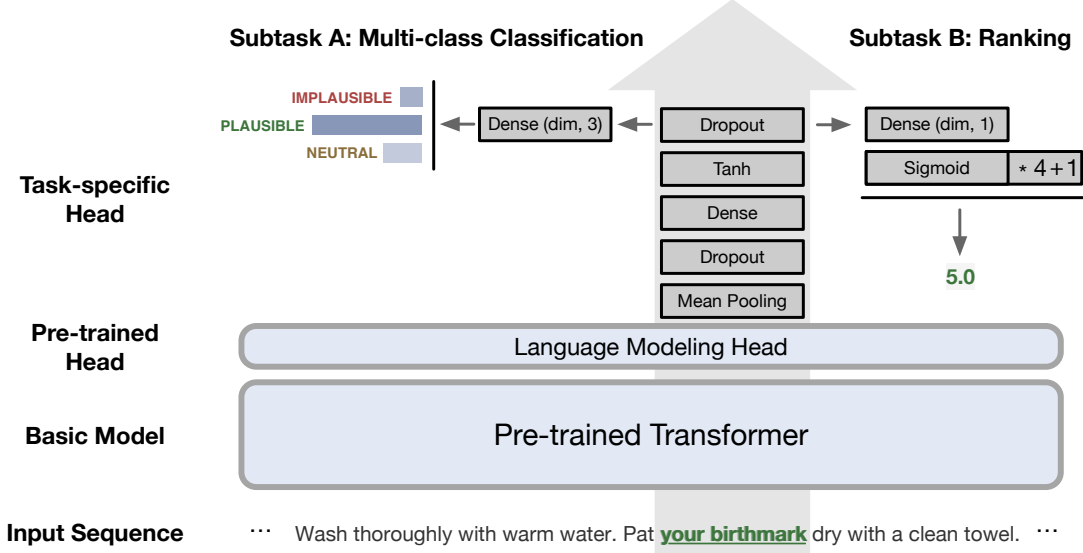 Subtask A: Multi-class Classification
Subtask B: Ranking
IMPLAUSIBLE
PLAUSIBLE
NEUTRAL
Dense (dim, 3)
Dropout
Dense (dim, 1)
Tanh
Sigmoid
* 4+1
Task-specific
Head
Dense
Dropout
5.0
Mean Pooling
Pre-trained
Head
Language Modeling Head
Basic Model
Pre-trained Transformer
Input Sequence
... Wash thoroughly with warm water. Pat your birthmark dry with a clean towel. ...